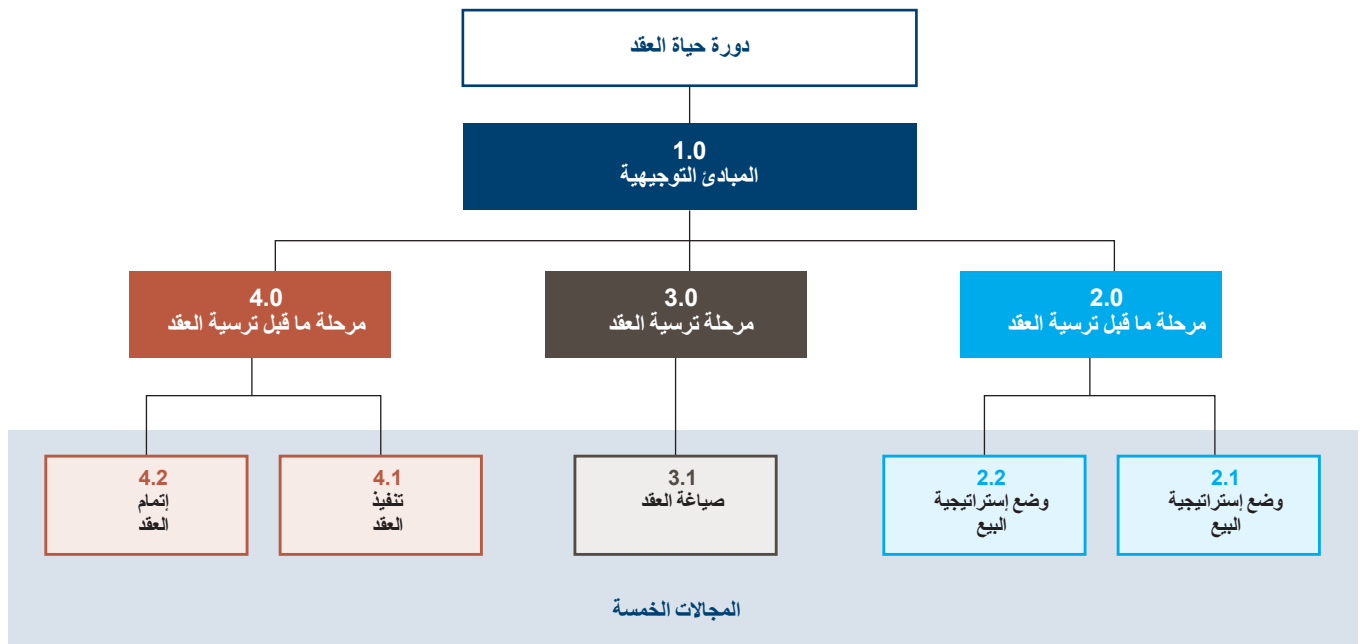 دورة حياة العقد
1.0
المبادئ التوجيهية
2.0
مرحلة ما قبل ترسية العقد
3.0
مرحلة ترسية العقد
4.0
مرحلة ما قبل ترسية العقد
2.1
وضع إستراتيجية
البيع
2.2
وضع إستراتيجية
البيع
3.1
صياغة العقد
4.1
تنفيذ
العقد
4.2
إتمام
العقد
المجالات الخمسة